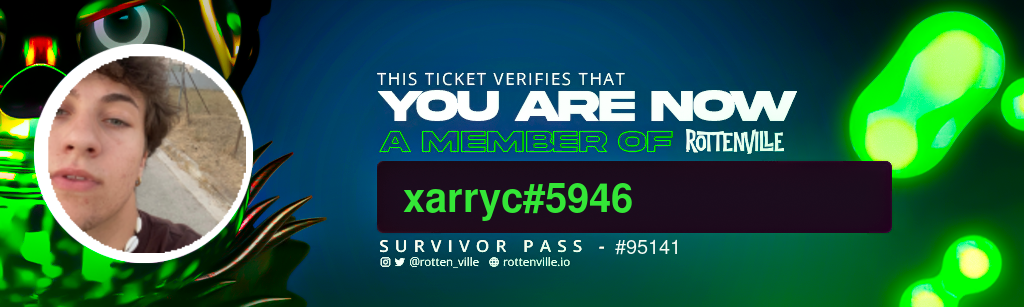 THIS TICKET VERIFIES THAT
YOU ARE NOW
A MEMBER OF ROTTENVILLE
xarryc#5946
SURVIVOR PASS - #95141
@rotten_ville rottenville.io